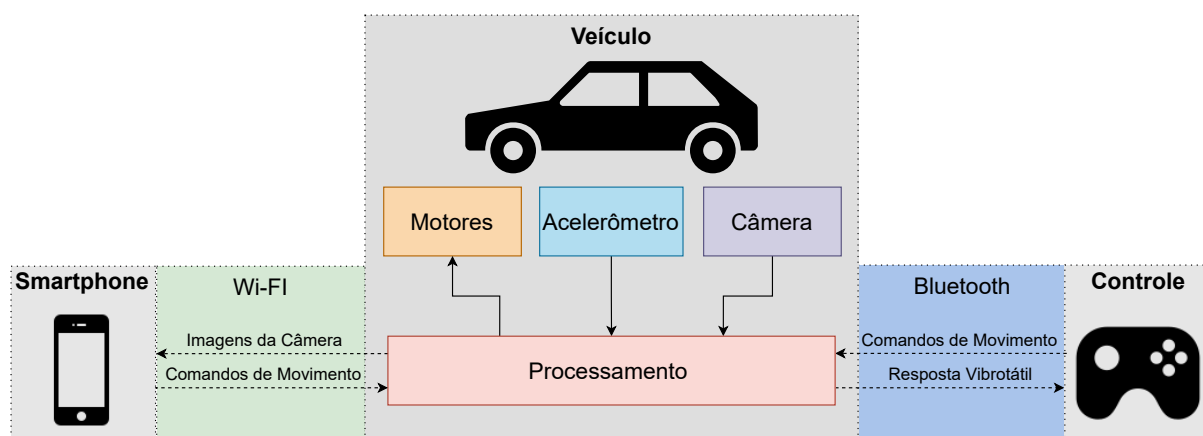 Veículo
Motores
Acelerômetro
Câmera
Smartphone
Wi-FI
Bluetooth
Controle
Imagens da Câmera
Comandos de Movimento
Processamento
Comandos de Movimento
Resposta Vibrotátil